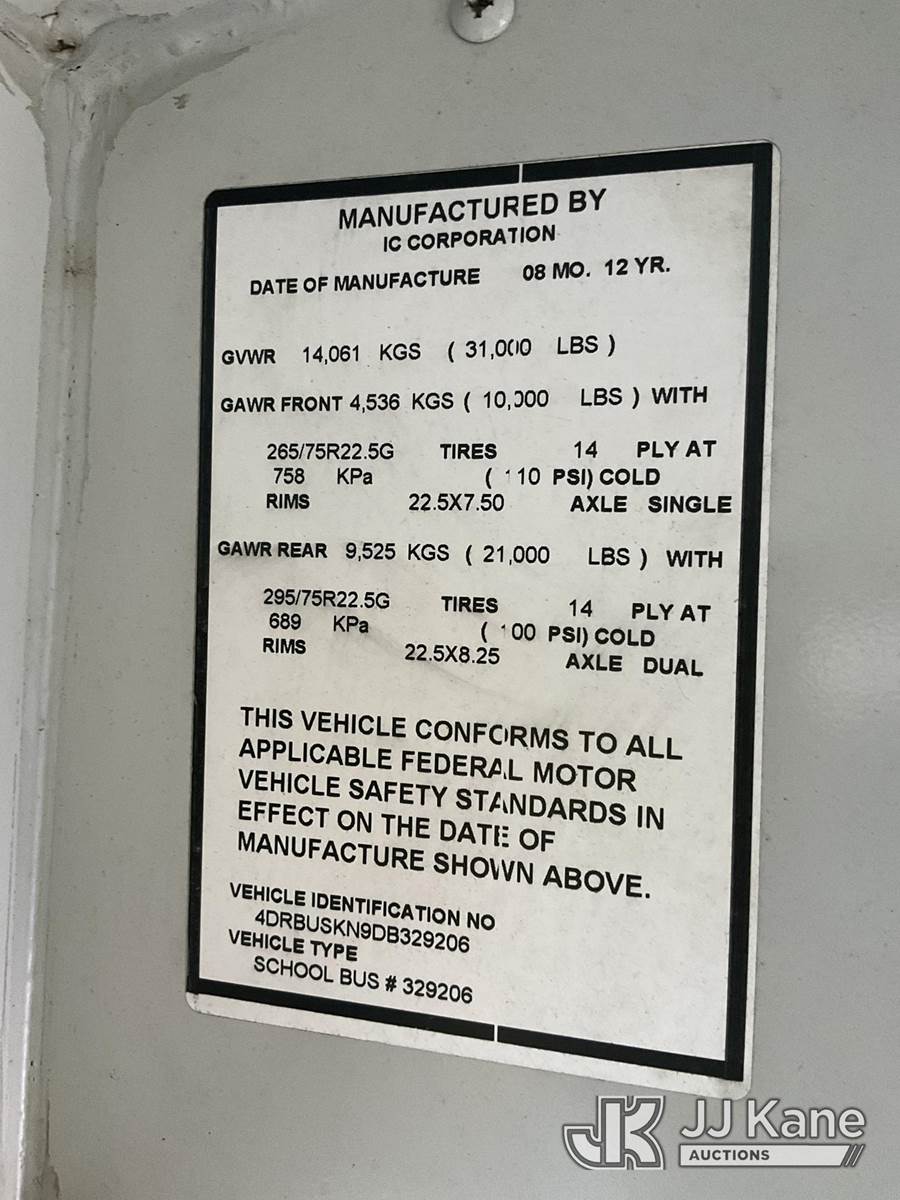 MANUFACTURED BY
IC CORPORATION
DATE OF MANUFACTURE 08 MO. 12 YR.
GVWR 14,061 KGS ( 31,000 LBS )
GAWR FRONT 4,536 KGS ( 10,000 LBS ) WITH
265/75R22.5G TIRES 14 PLY AT
758 KPa ( 110 PSI) COLD
RIMS 22.5X7.50 AXLE SINGLE
GAWR REAR 9,525 KGS ( 21,000 LBS ) WITH
295/75R22.5G TIRES 14 PLY AT
689 KPa ( 100 PSI) COLD
RIMS 22.5X8.25 AXLE DUAL
THIS VEHICLE CONFORMS TO ALL
APPLICABLE FEDERAL MOTOR
VEHICLE SAFETY STANDARDS IN
EFFECT ON THE DATE OF
MANUFACTURE SHOWN ABOVE.
VEHICLE IDENTIFICATION NO
4DRBUSKN9DB329206
VEHICLE TYPE
SCHOOL BUS # 329206
JK JJ Kane
AUCTIONS